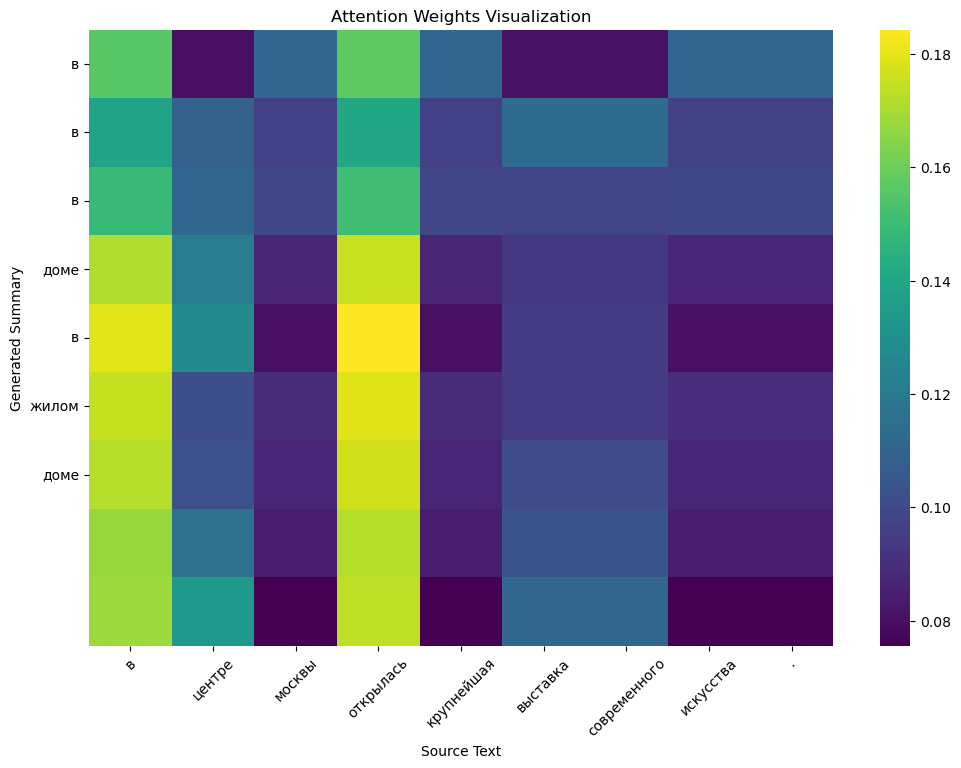 Attention Weights Visualization
Generated Summary
в
в
в
доме
в
жилом
доме
в
центре
москвы
открылась
крупнейшая
выставка
современного
искусства
.
Source Text
0.18
0.16
0.14
0.12
0.10
0.08